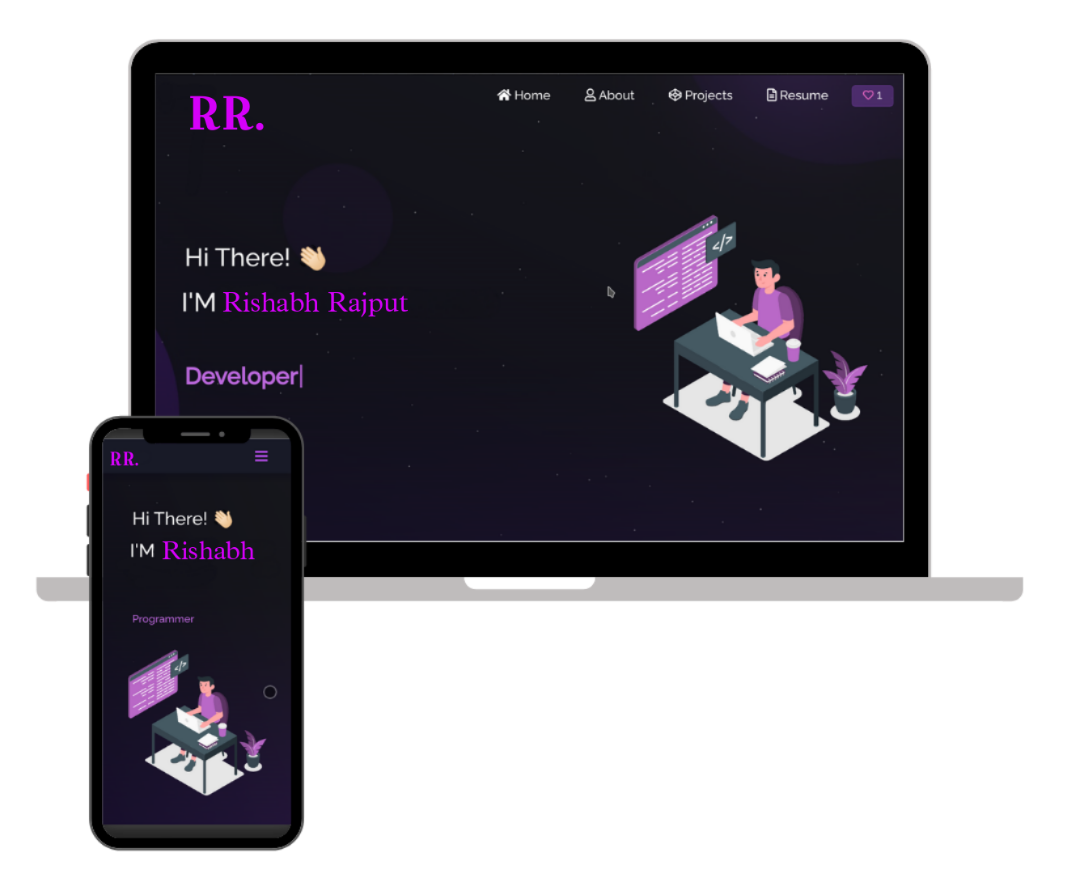 RR.
Home About Projects Resume 1
Hi There! 👋🏻
I'M Rishabh Rajput
Developer|
</>
RR.
Hi There! 👋🏻
I'M Rishabh
Programmer
</>